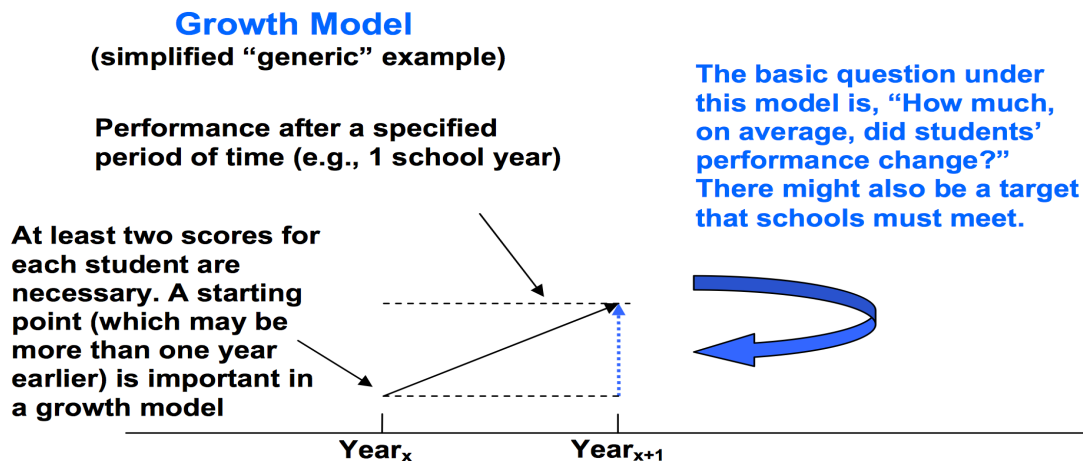 Growth Model
(simplified “generic” example)
The basic question under
this model is, “How much,
on average, did students’
performance change?”
There might also be a target
that schools must meet.
Performance after a specified
period of time (e.g., 1 school year)
At least two scores for
each student are
necessary. A starting
point (which may be
more than one year
earlier) is important in
a growth model
Yearx
Yearx+1